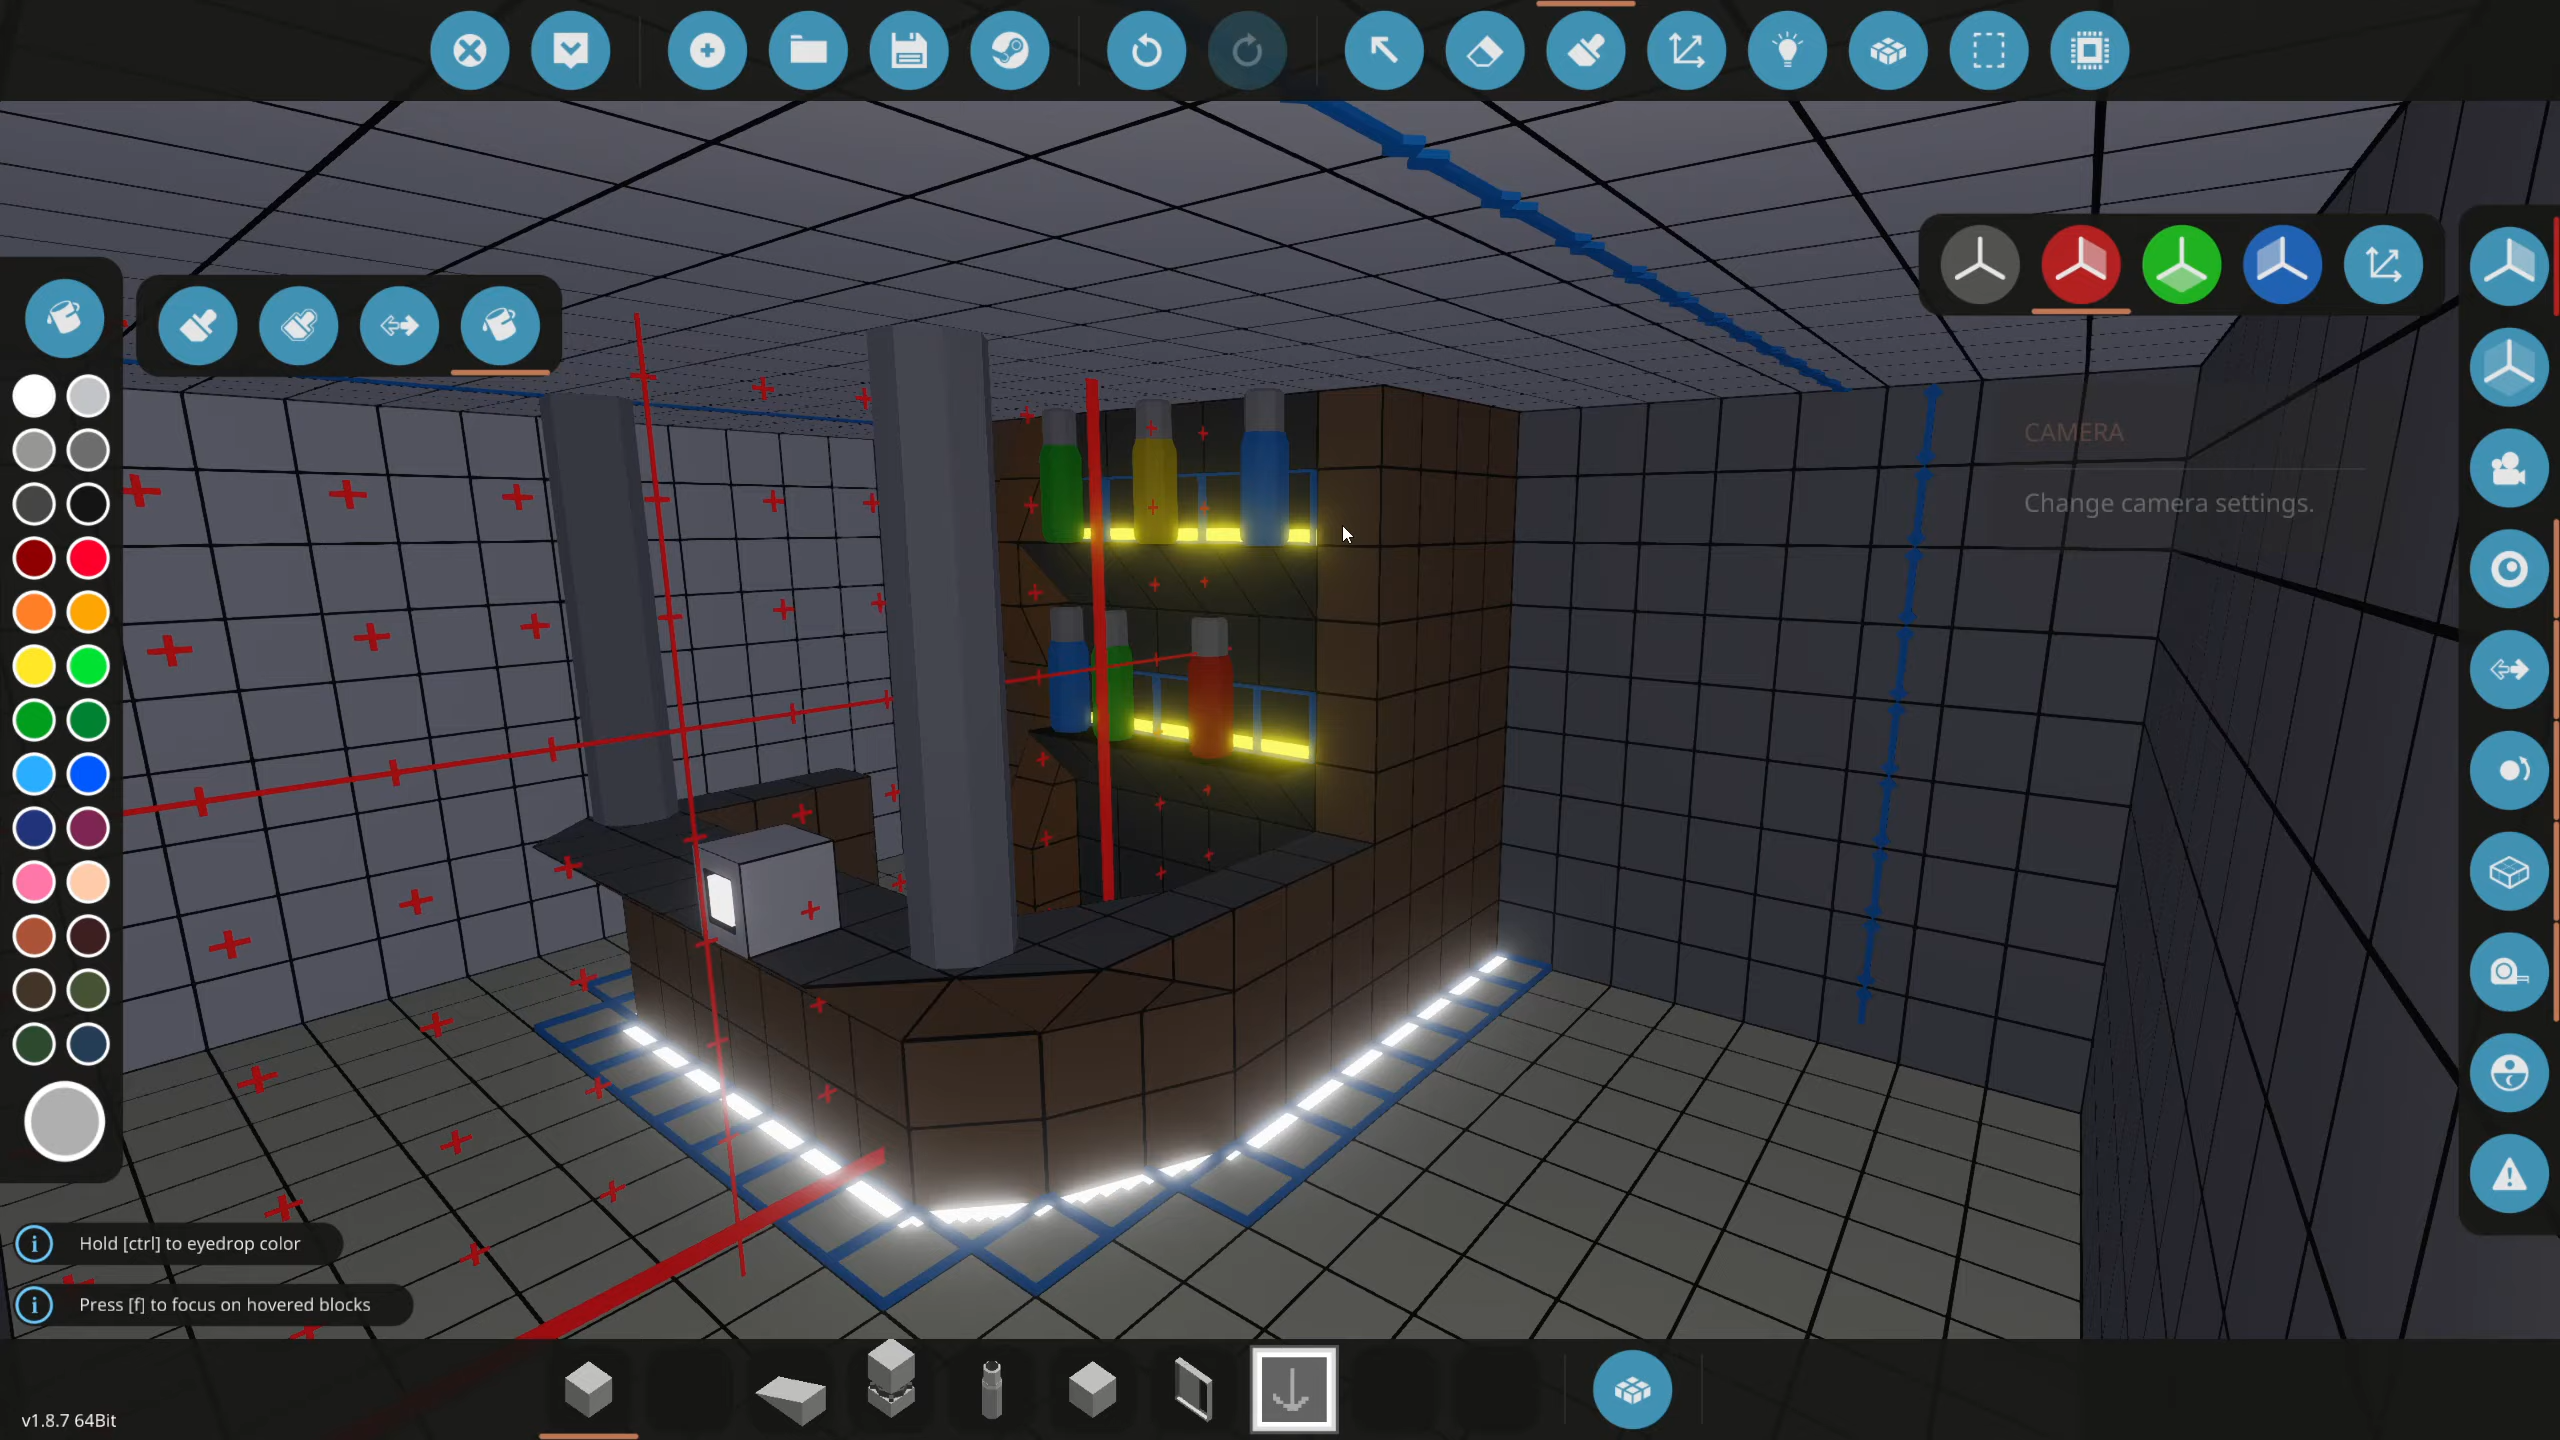 CAMERA
Change camera settings.
Hold [ctrl] to eyedrop color
Press [f] to focus on hovered blocks
v1.8.7 64Bit